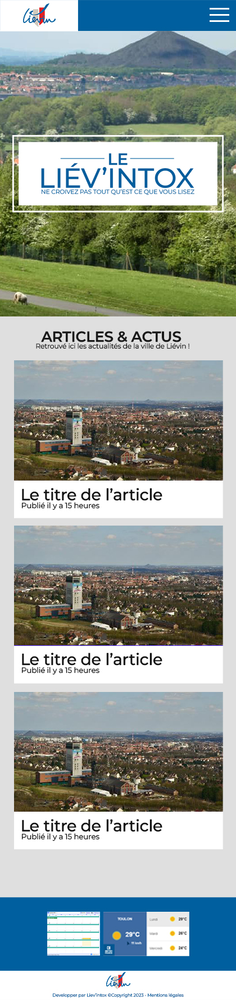 Liévin
LE
LIÉV'INTOX
NE CROIVEZ PAS TOUT QU'EST CE QUE VOUS LISEZ
ARTICLES & ACTUS
Retrouvé ici les actualités de la ville de Liévin !
Le titre de l'article
Publié il y a 15 heures
Le titre de l'article
Publié il y a 15 heures
Le titre de l'article
Publié il y a 15 heures
TOULON
29°C
11 km/h
Lundi 29°C
Mardi 26°C
Mercredi 24°C
Liévin
Developper par Liev'intox ©Copyright 2023 - Mentions légales